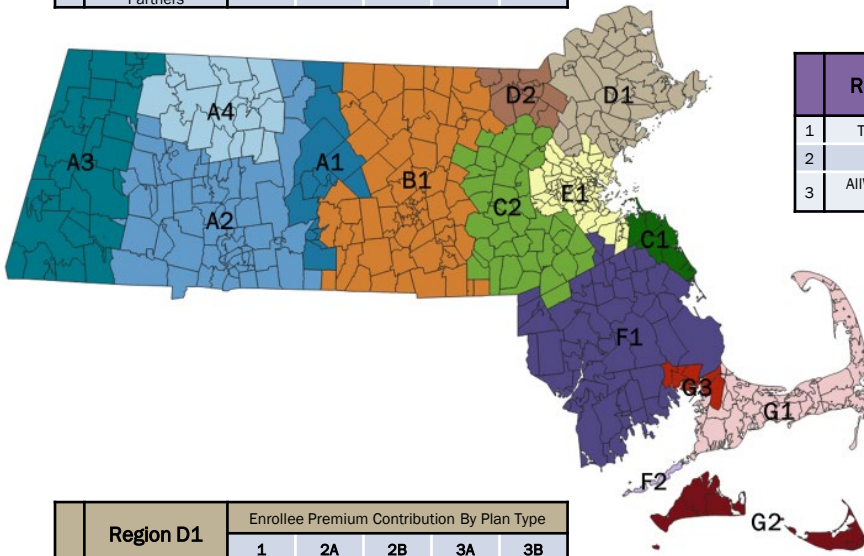 Partners
D2
D1
A4
A3
A1
B1
A2
C2
E1
C1
F1
G3
G1
F2
G2
R
1 T
2
3
Region D1
Enrollee Premium Contribution By Plan Type
1 2A 2B 3A 3B